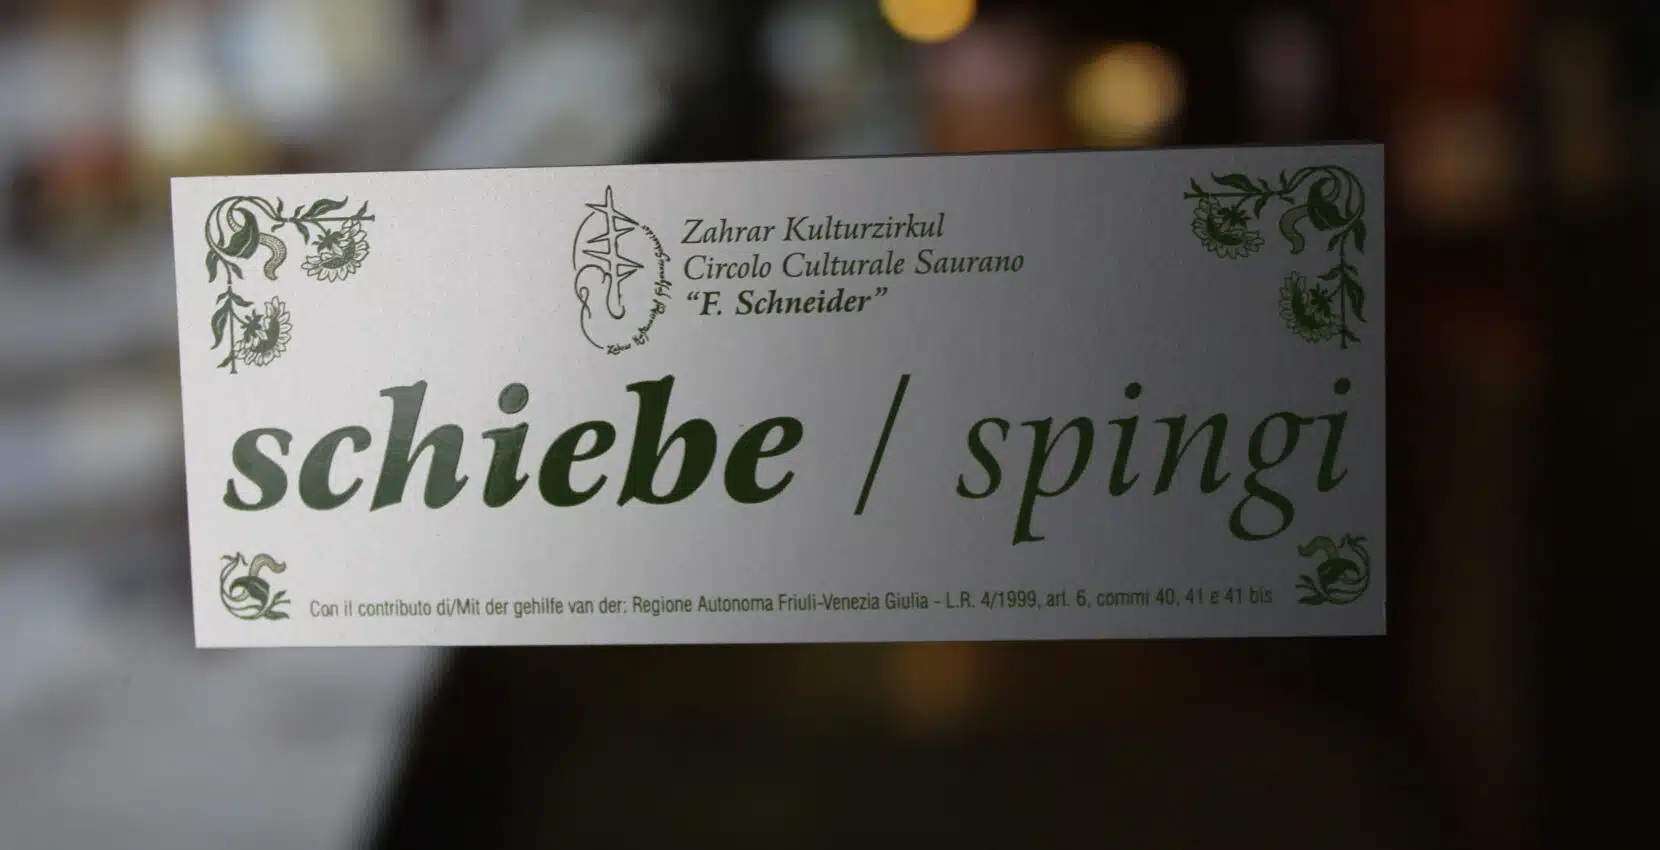 Zahrar Kulturzirkul
Circolo Culturale Saurano
“F. Schneider”
schiebe / spingi
Con il contributo di/Mit der gehilfe van der: Regione Autonoma Friuli-Venezia Giulia - L.R. 4/1999, art. 6, commi 40, 41 e 41 bis